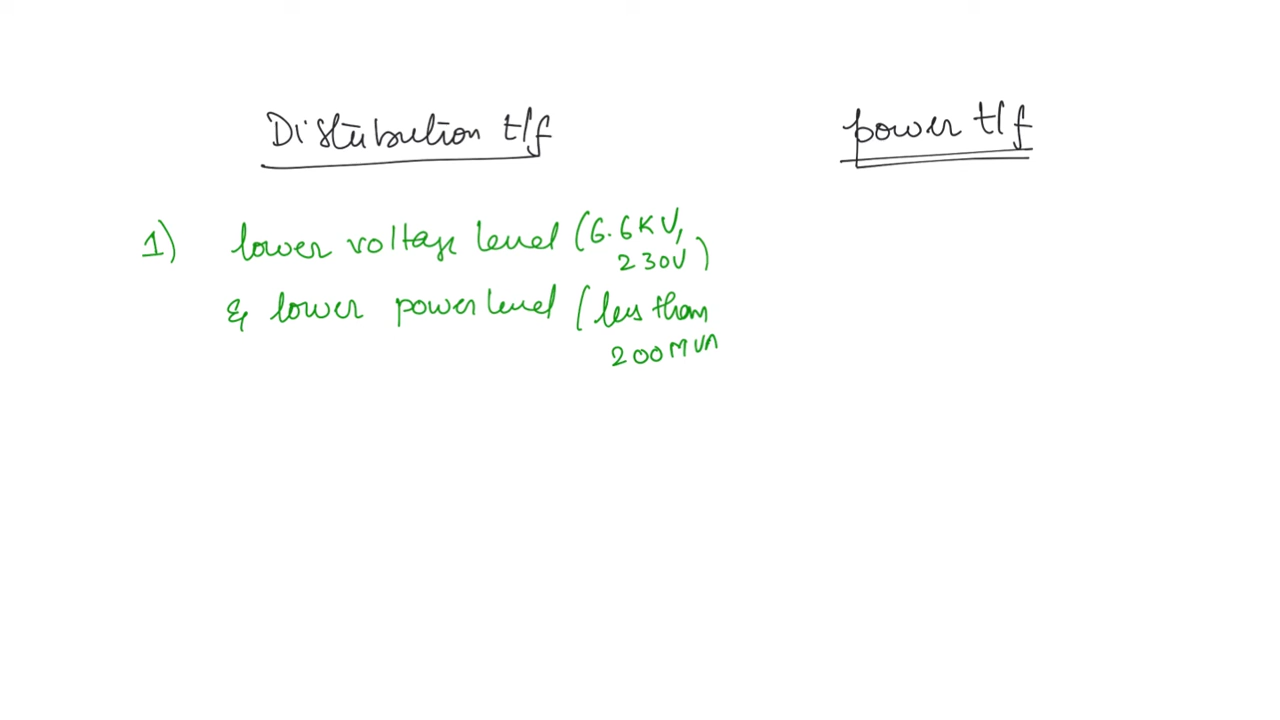 Distribution t/f
power t/f
1) lower voltage level (6.6KV,
230V)
& lower power level (less than
200MVA